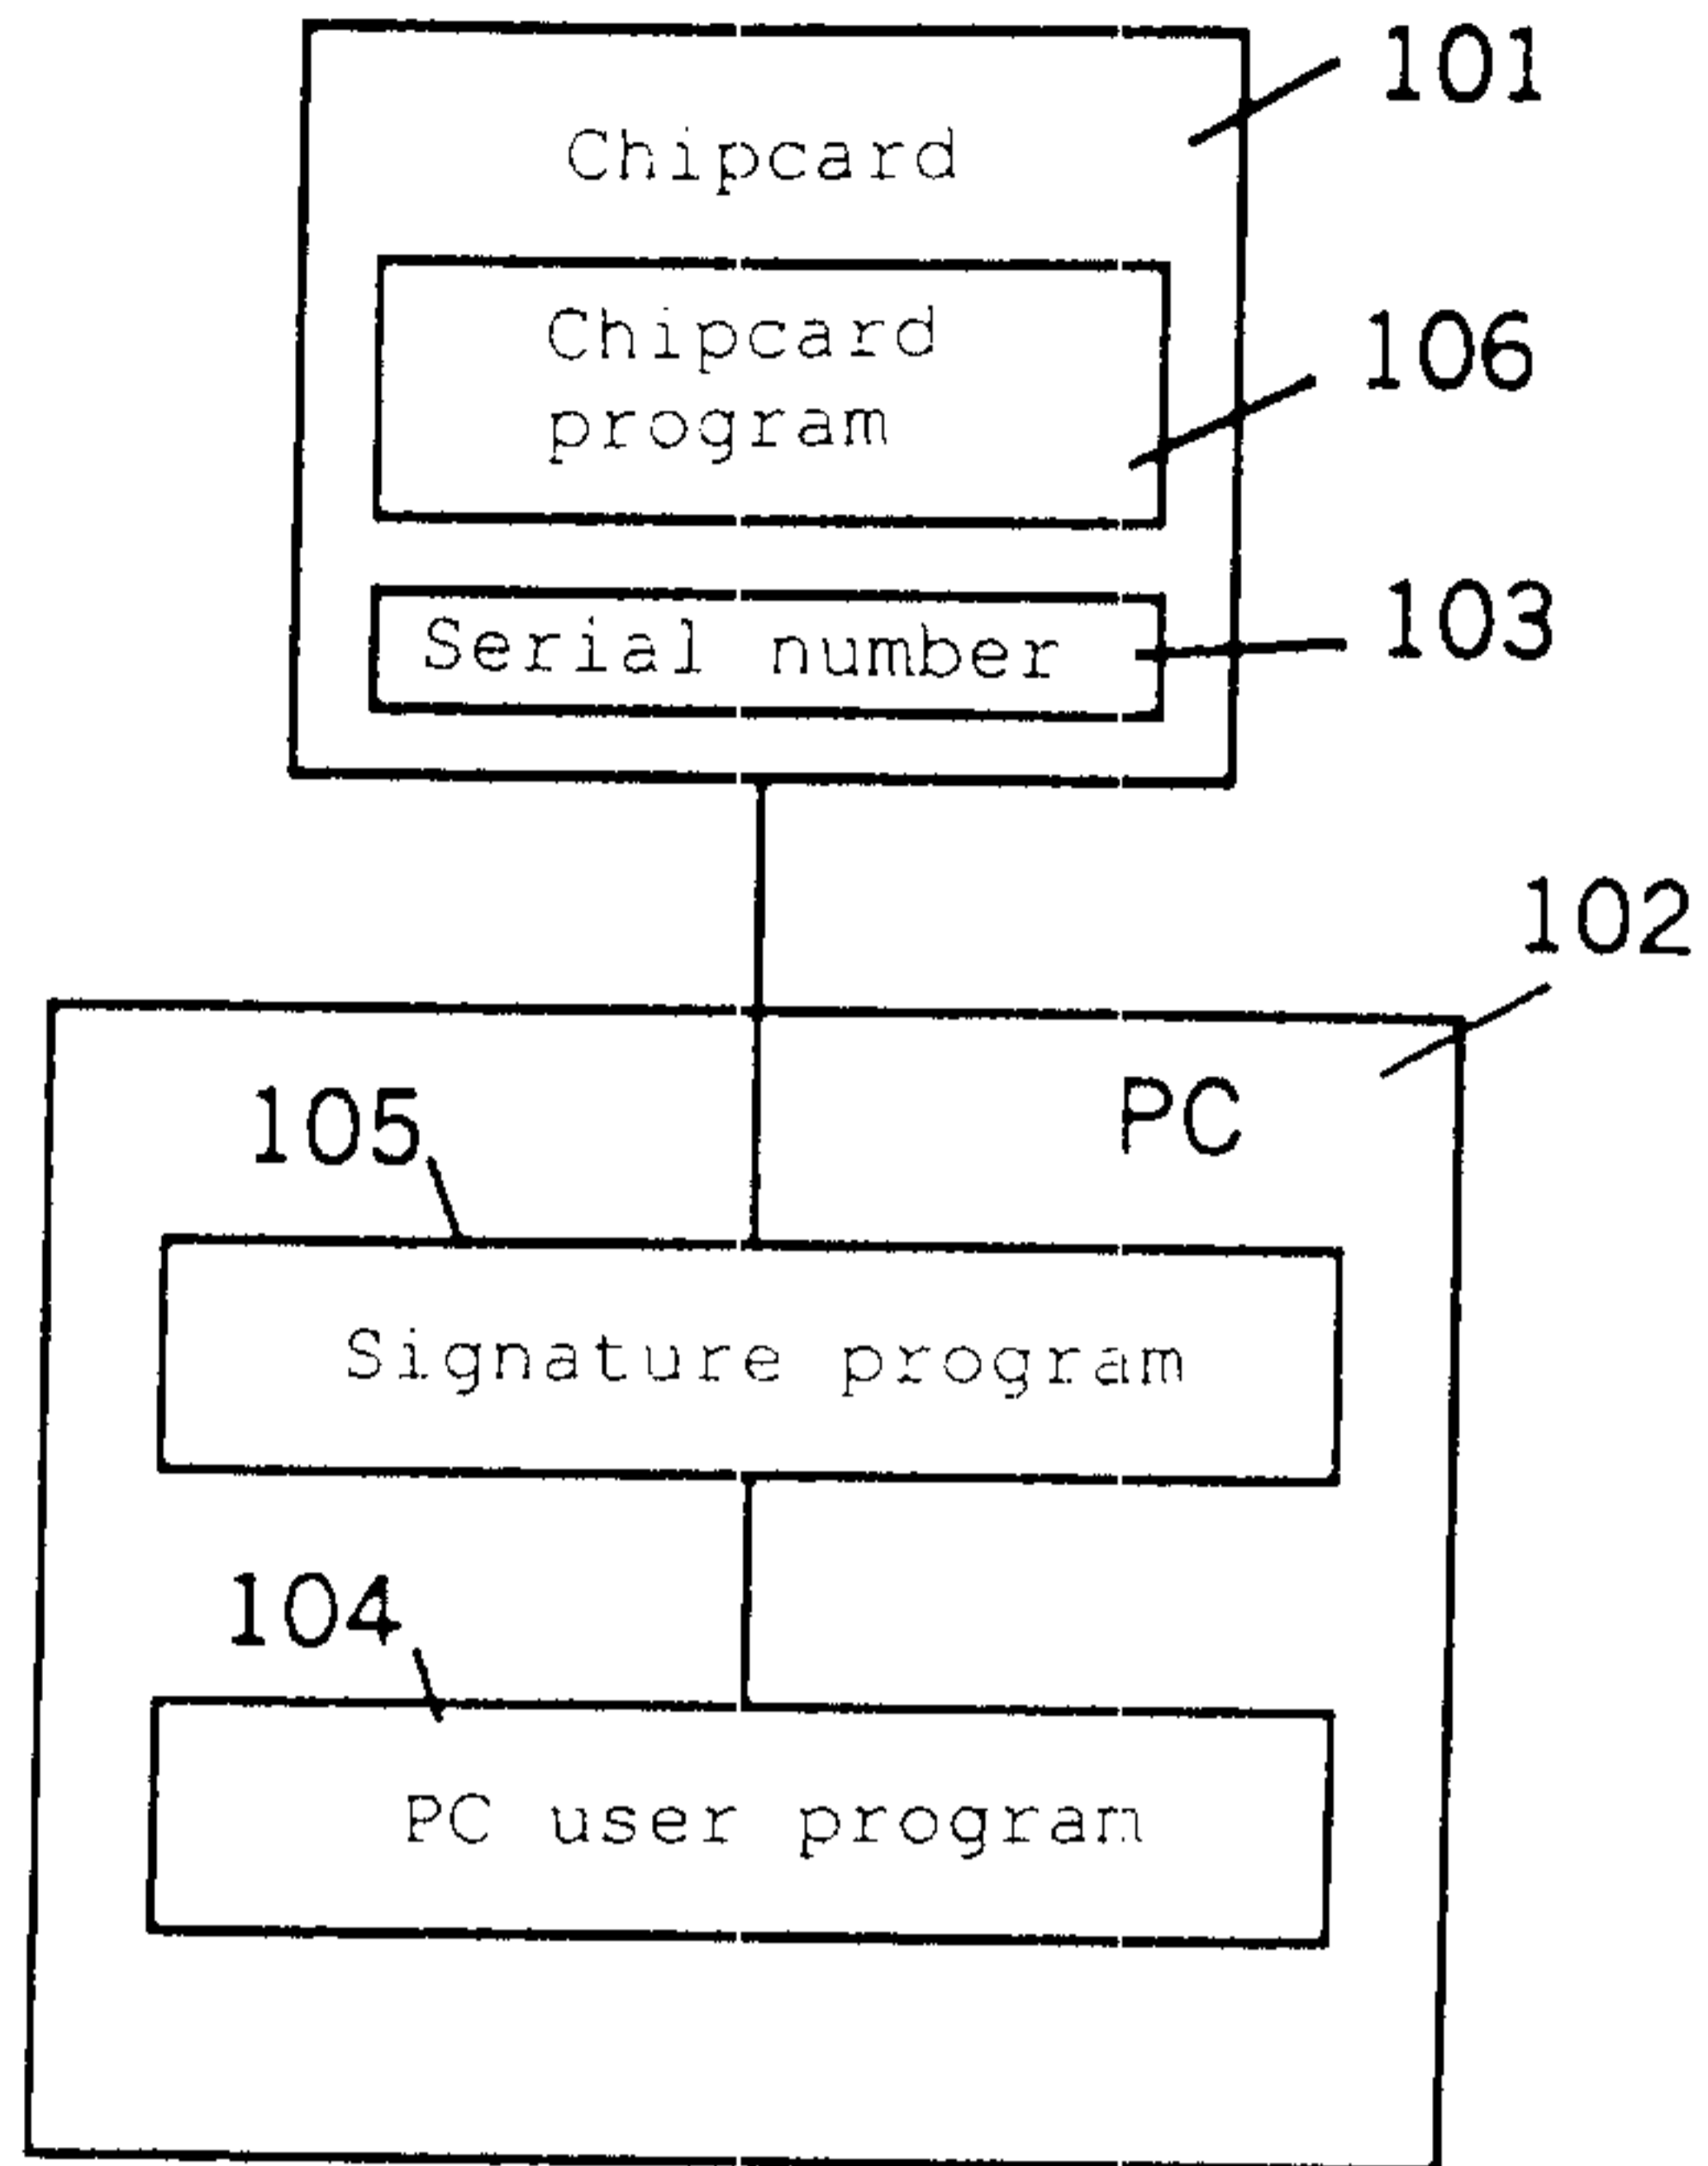 101
Chipcard
Chipcard
program
106
Serial number
103
102
PC
105
Signature program
104
PC user program